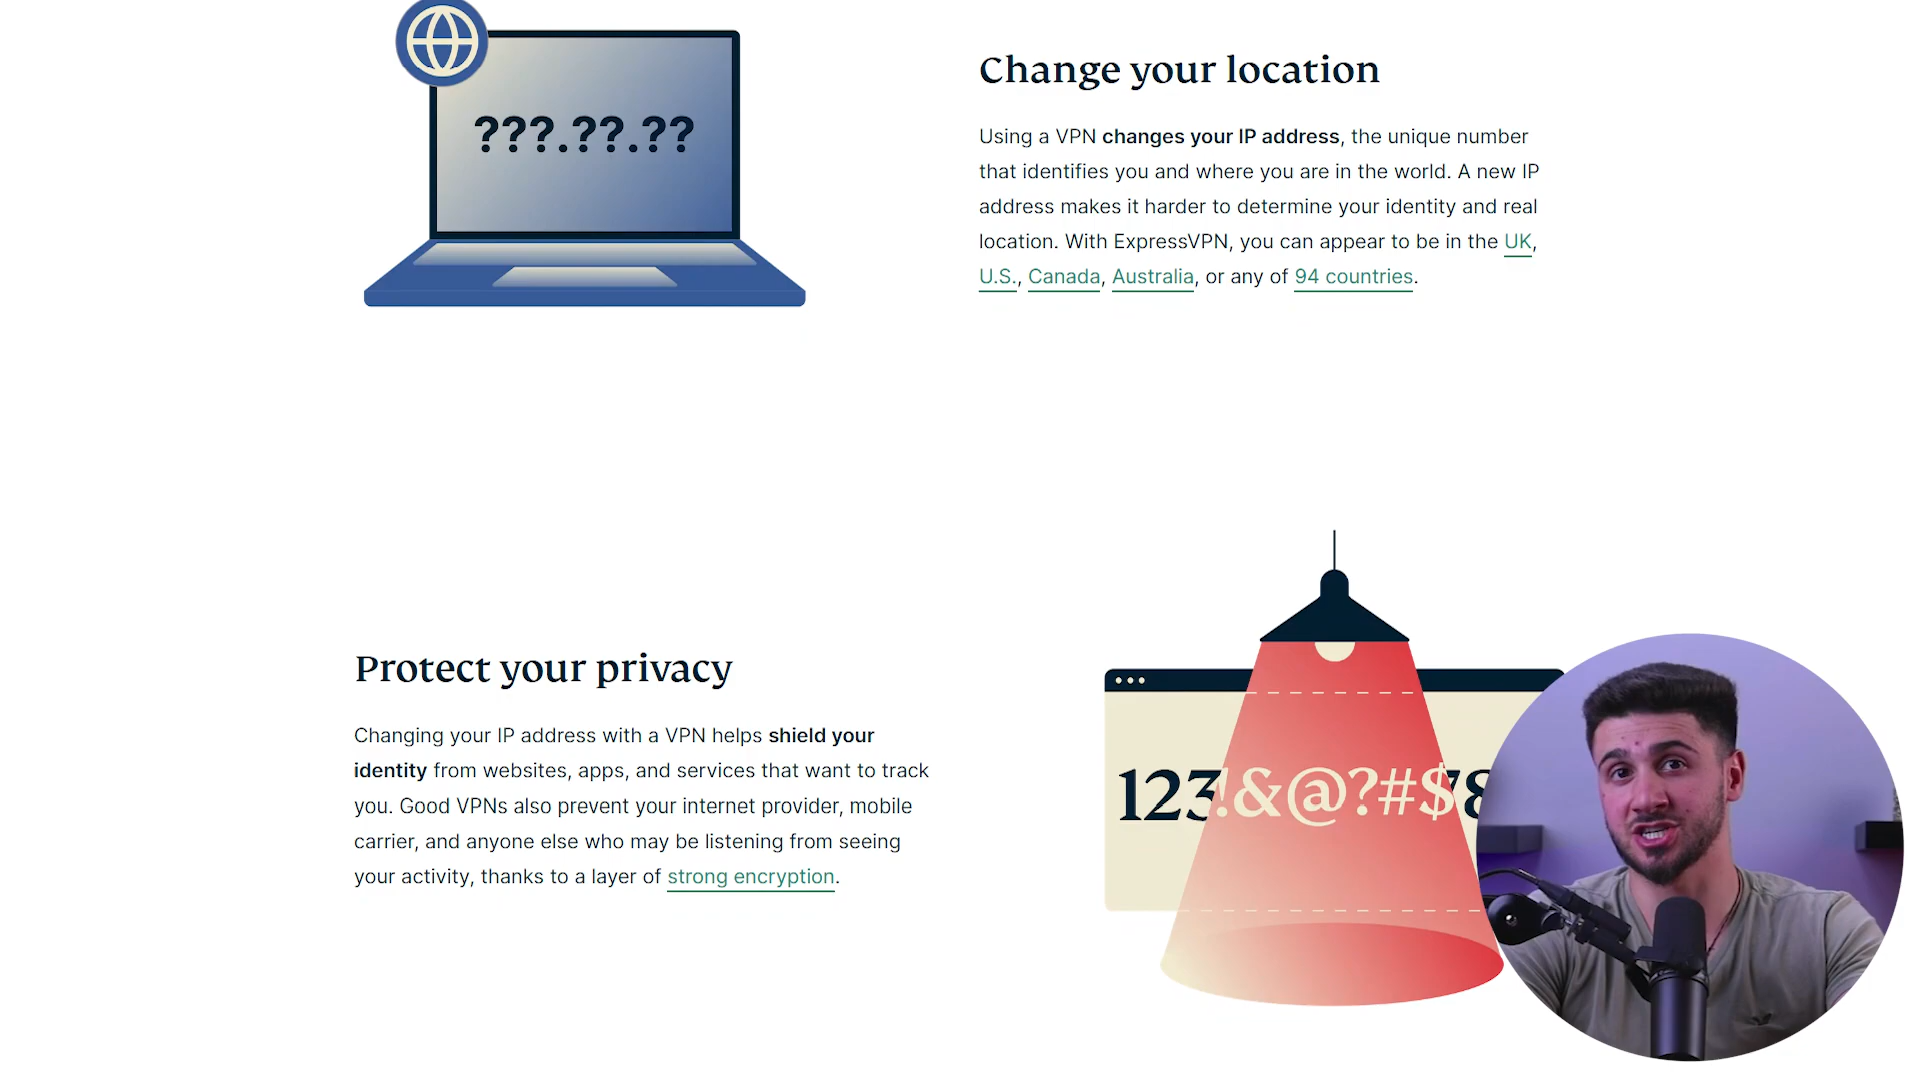 ???.??.??
Change your location
Using a VPN changes your IP address, the unique number
that identifies you and where you are in the world. A new IP
address makes it harder to determine your identity and real
location. With ExpressVPN, you can appear to be in the UK,
U.S., Canada, Australia, or any of 94 countries.
Protect your privacy
Changing your IP address with a VPN helps shield your
identity from websites, apps, and services that want to track
you. Good VPNs also prevent your internet provider, mobile
carrier, and anyone else who may be listening from seeing
your activity, thanks to a layer of strong encryption.
123!&@?#$78